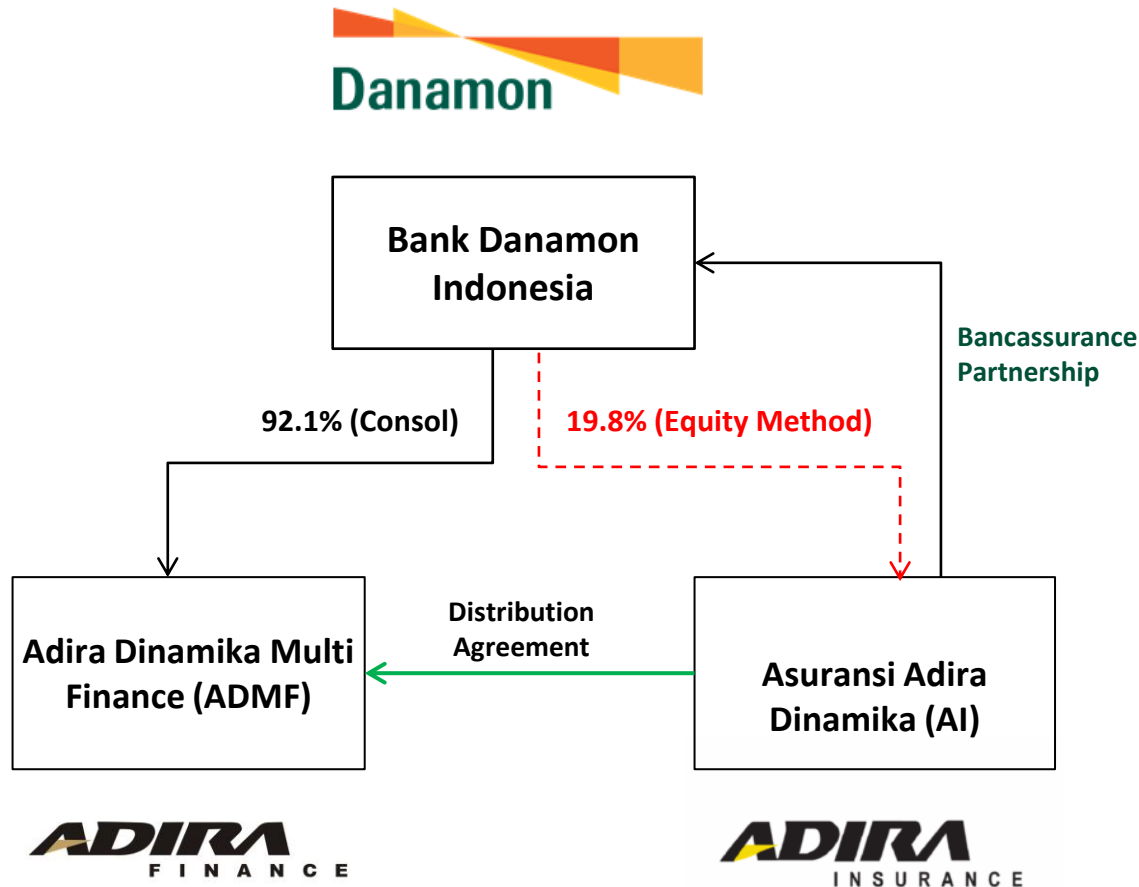 Danamon
Bank Danamon
Indonesia
Bancassurance
Partnership
92.1% (Consol)
19.8% (Equity Method)
Distribution
Agreement
Adira Dinamika Multi
Finance (ADMF)
Asuransi Adira
Dinamika (AI)
ADIRA
FINANCE
ADIRA
INSURANCE